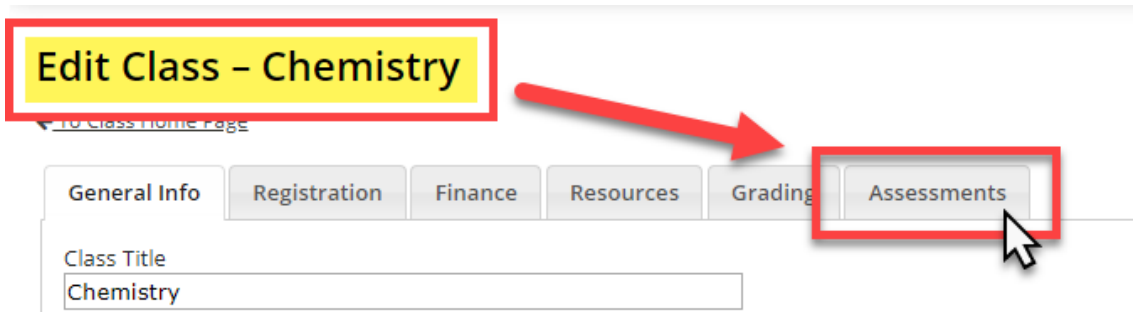 Edit Class – Chemistry
To Class Home Page
General Info Registration Finance Resources Grading Assessments
Class Title
Chemistry